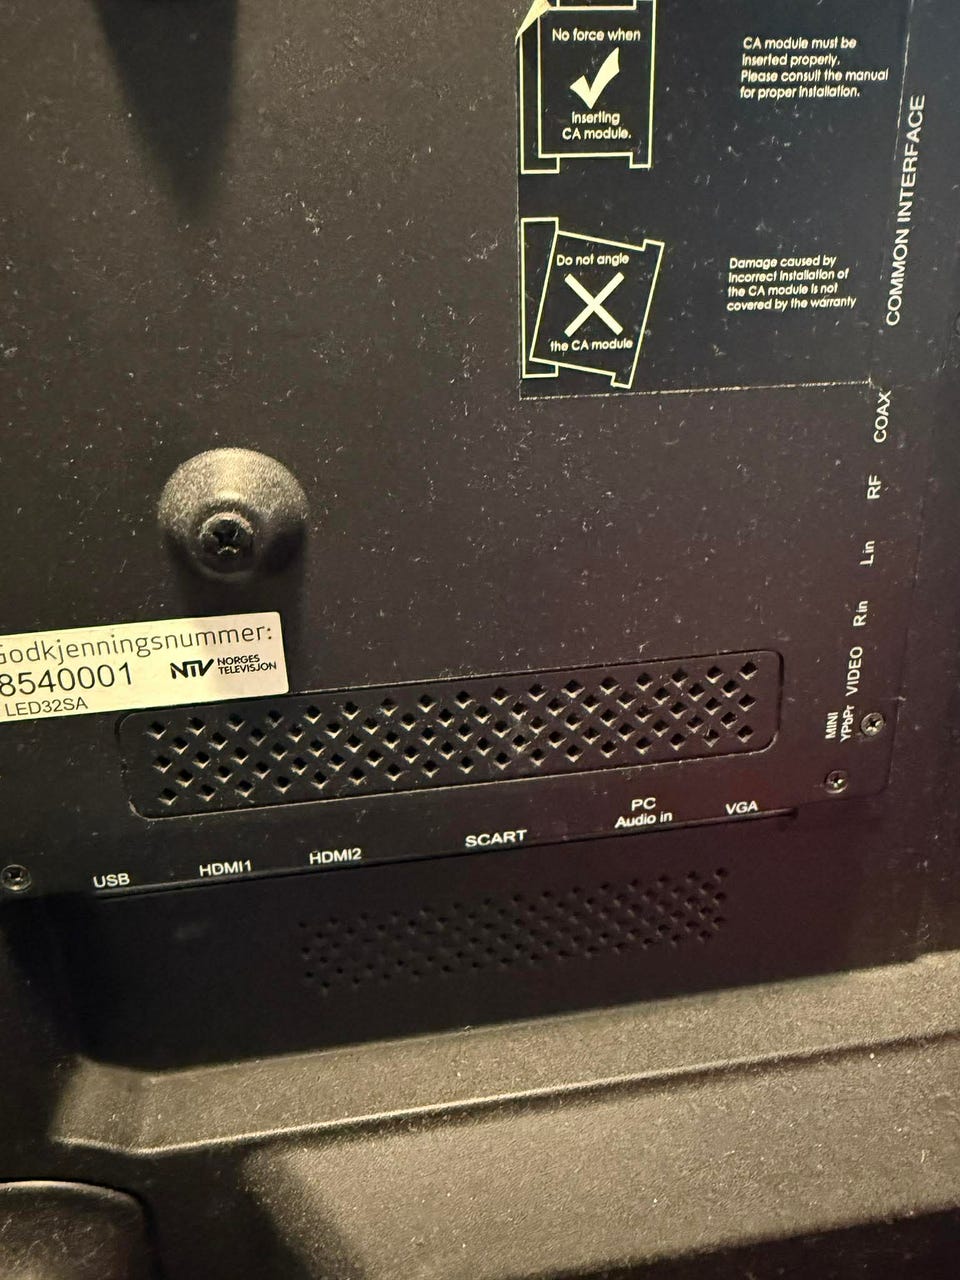 No force when
inserting
CA module.
CA module must be
inserted properly.
Please consult the manual
for proper installation.
COMMON INTERFACE
Do not angle
the CA module
Damage caused by
incorrect installation of
the CA module is not
covered by the warranty
COAX
RF
Lin
Rin
VIDEO
MINI
YPbPr
Godkjenningsnummer:
8540001
NTV NORGES
TELEVISJON
LED32SA
USB
HDMI1
HDMI2
SCART
PC
Audio in
VGA